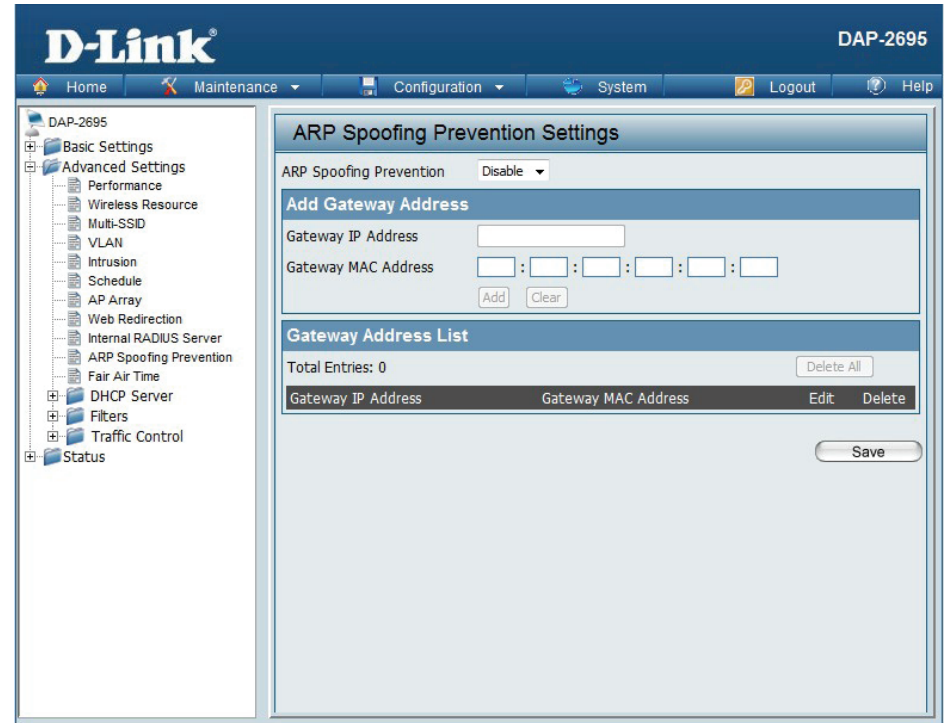 D-Link®
DAP-2695
Home Maintenance Configuration System Logout Help
DAP-2695
Basic Settings
Advanced Settings
Performance
Wireless Resource
Multi-SSID
VLAN
Intrusion
Schedule
AP Array
Web Redirection
Internal RADIUS Server
ARP Spoofing Prevention
Fair Air Time
DHCP Server
Filters
Traffic Control
Status
ARP Spoofing Prevention Settings
ARP Spoofing Prevention Disable
Add Gateway Address
Gateway IP Address
Gateway MAC Address : : : : :
Add Clear
Gateway Address List
Total Entries: 0 Delete All
Gateway IP Address Gateway MAC Address Edit Delete
Save